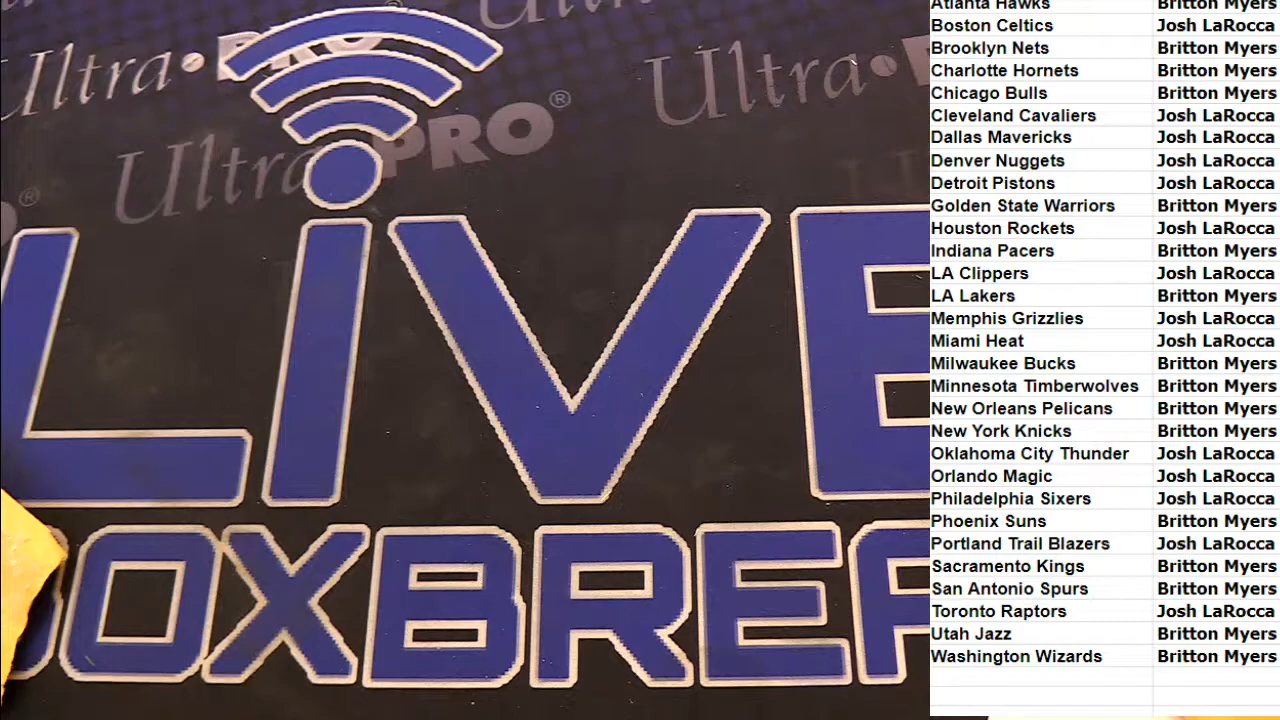 Ultra•PRO
Ultra
Ultra•
Ultra PRO®
LiVE
BOXBREA
Atlanta Hawks Britton Myers
Boston Celtics Josh LaRocca
Brooklyn Nets Britton Myers
Charlotte Hornets Britton Myers
Chicago Bulls Britton Myers
Cleveland Cavaliers Josh LaRocca
Dallas Mavericks Josh LaRocca
Denver Nuggets Josh LaRocca
Detroit Pistons Josh LaRocca
Golden State Warriors Britton Myers
Houston Rockets Josh LaRocca
Indiana Pacers Britton Myers
LA Clippers Josh LaRocca
LA Lakers Britton Myers
Memphis Grizzlies Josh LaRocca
Miami Heat Josh LaRocca
Milwaukee Bucks Britton Myers
Minnesota Timberwolves Britton Myers
New Orleans Pelicans Britton Myers
New York Knicks Britton Myers
Oklahoma City Thunder Josh LaRocca
Orlando Magic Josh LaRocca
Philadelphia Sixers Josh LaRocca
Phoenix Suns Britton Myers
Portland Trail Blazers Josh LaRocca
Sacramento Kings Britton Myers
San Antonio Spurs Britton Myers
Toronto Raptors Josh LaRocca
Utah Jazz Britton Myers
Washington Wizards Britton Myers